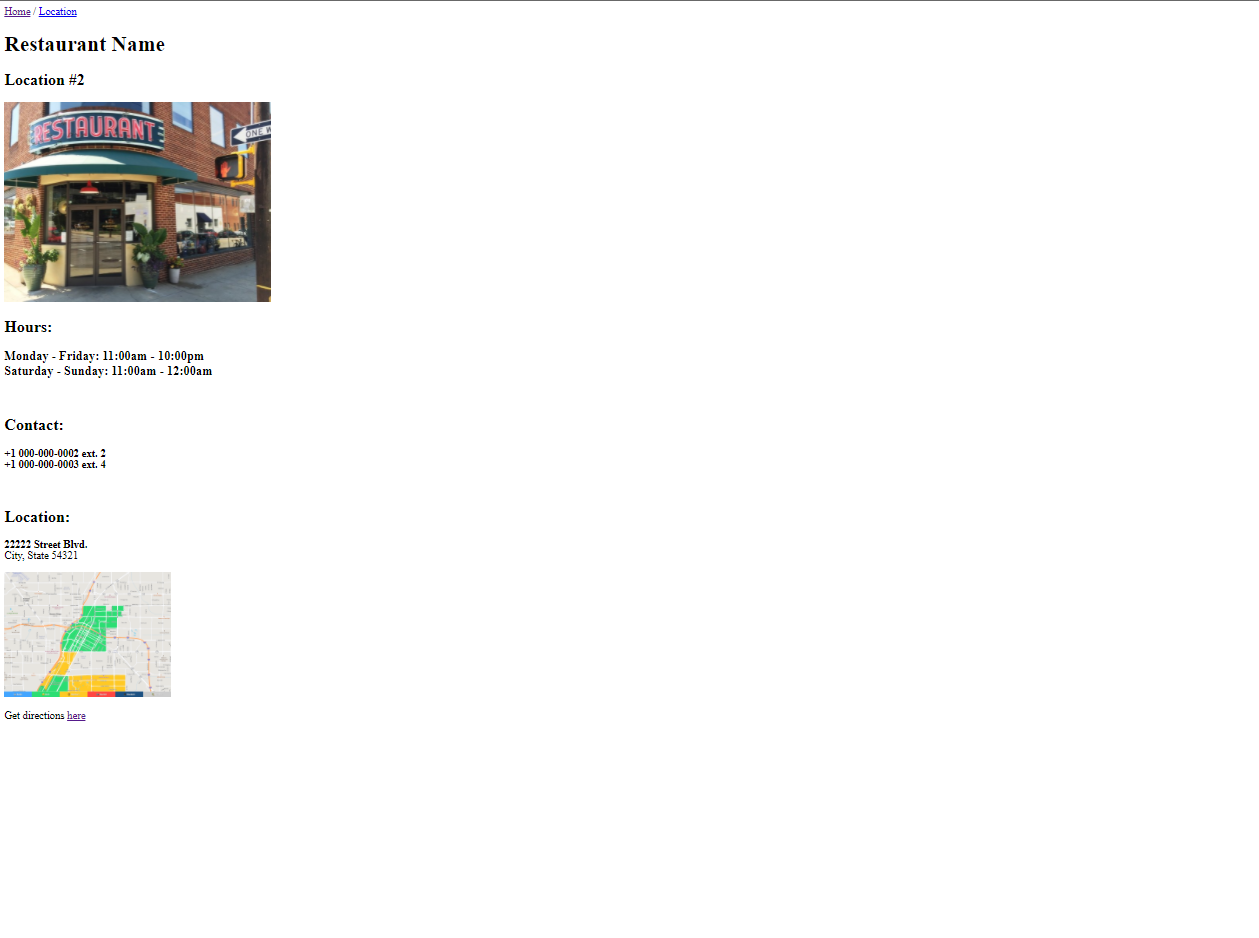 Home / Location
Restaurant Name
Location #2
RESTAURANT
ONE W
Hours:
Monday - Friday: 11:00am - 10:00pm
Saturday - Sunday: 11:00am - 12:00am
Contact:
+1 000-000-0002 ext. 2
+1 000-000-0003 ext. 4
Location:
22222 Street Blvd.
City, State 54321
Get directions here